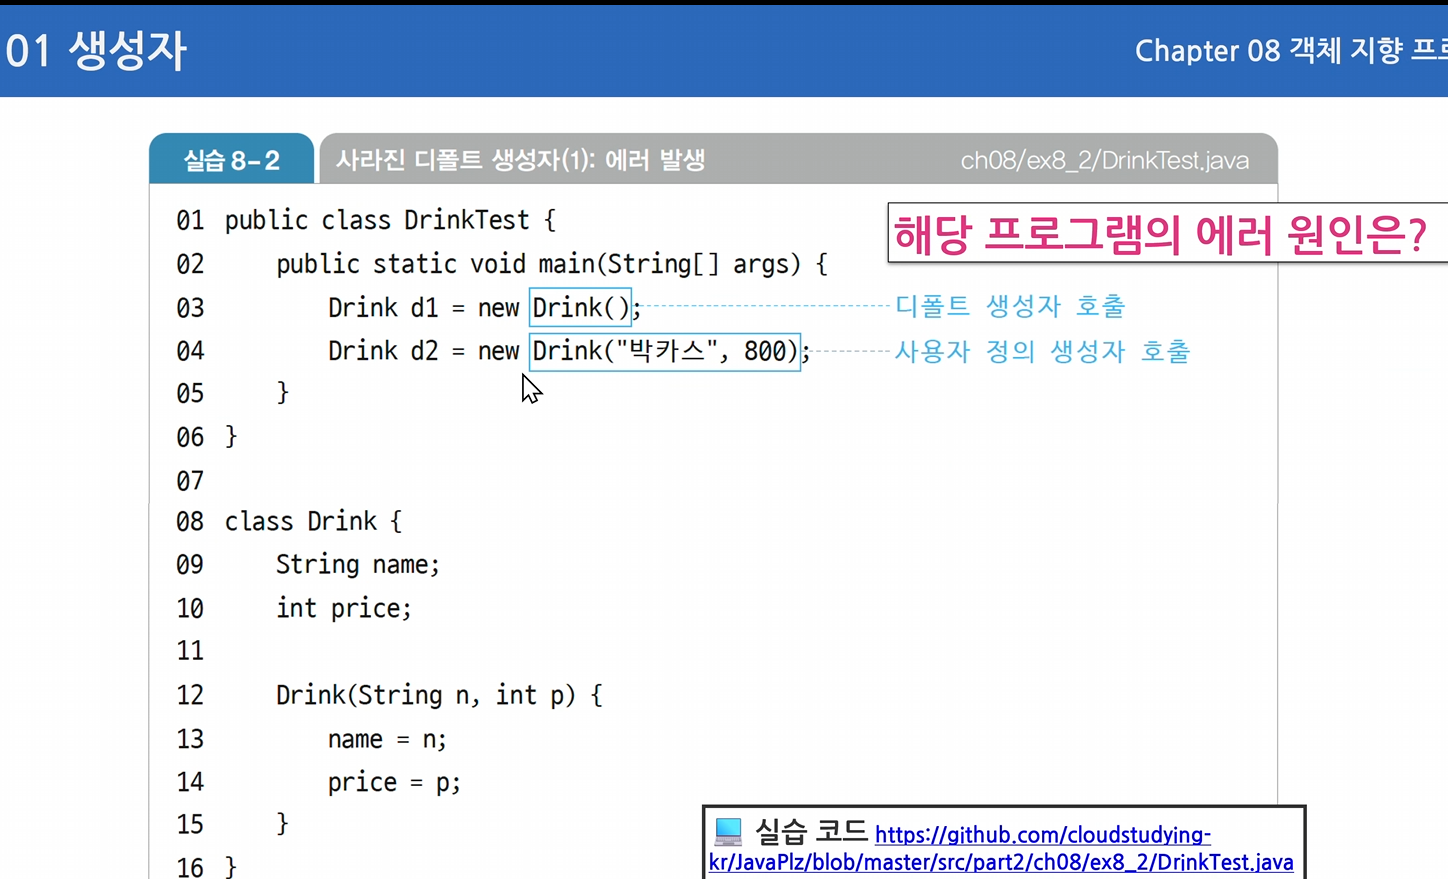 01 생성자
Chapter 08 객체 지향
실습 8-2 사라진 디폴트 생성자(1): 에러 발생 ch08/ex8_2/DrinkTest.java
해당 프로그램의 에러 원인은?
01 public class DrinkTest {
02 public static void main(String[] args) {
03 Drink d1 = new Drink(); 디폴트 생성자 호출
04 Drink d2 = new Drink("박카스", 800); 사용자 정의 생성자 호출
05 }
06 }
07
08 class Drink {
09 String name;
10 int price;
11
12 Drink(String n, int p) {
13 name = n;
14 price = p;
15 }
16 }
실습 코드 https://github.com/cloudstudying-
kr/JavaPlz/blob/master/src/part2/ch08/ex8_2/DrinkTest.java